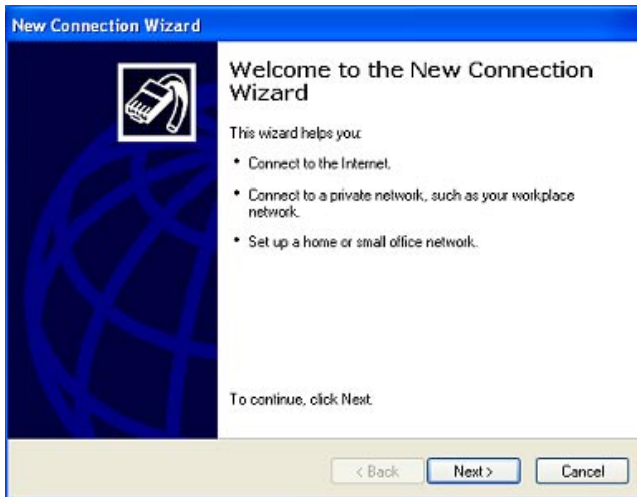 New Connection Wizard
Welcome to the New Connection
Wizard
This wizard helps you:
• Connect to the Internet.
• Connect to a private network, such as your workplace
network.
• Set up a home or small office network.
To continue, click Next.
< Back
Next >
Cancel